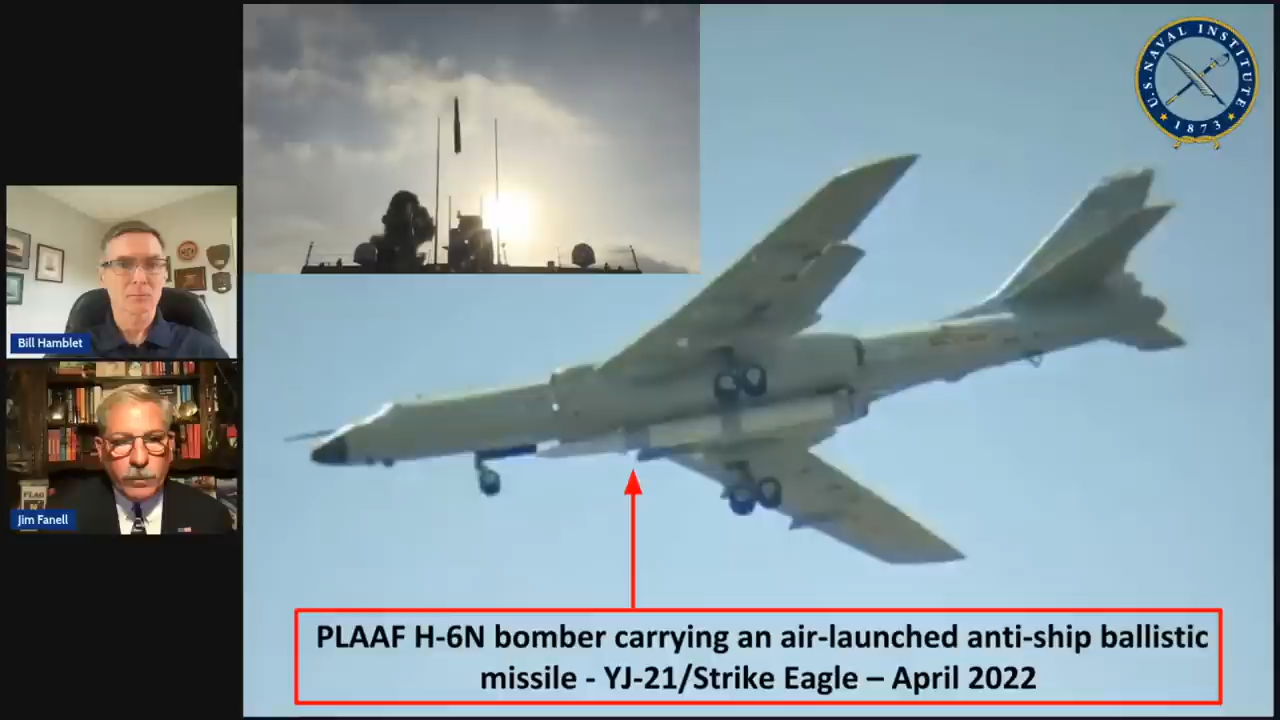 U.S. NAVAL INSTITUTE
1873
Bill Hamblet
FLAG
Jim Fanell
PLAAF H-6N bomber carrying an air-launched anti-ship ballistic
missile - YJ-21/Strike Eagle – April 2022